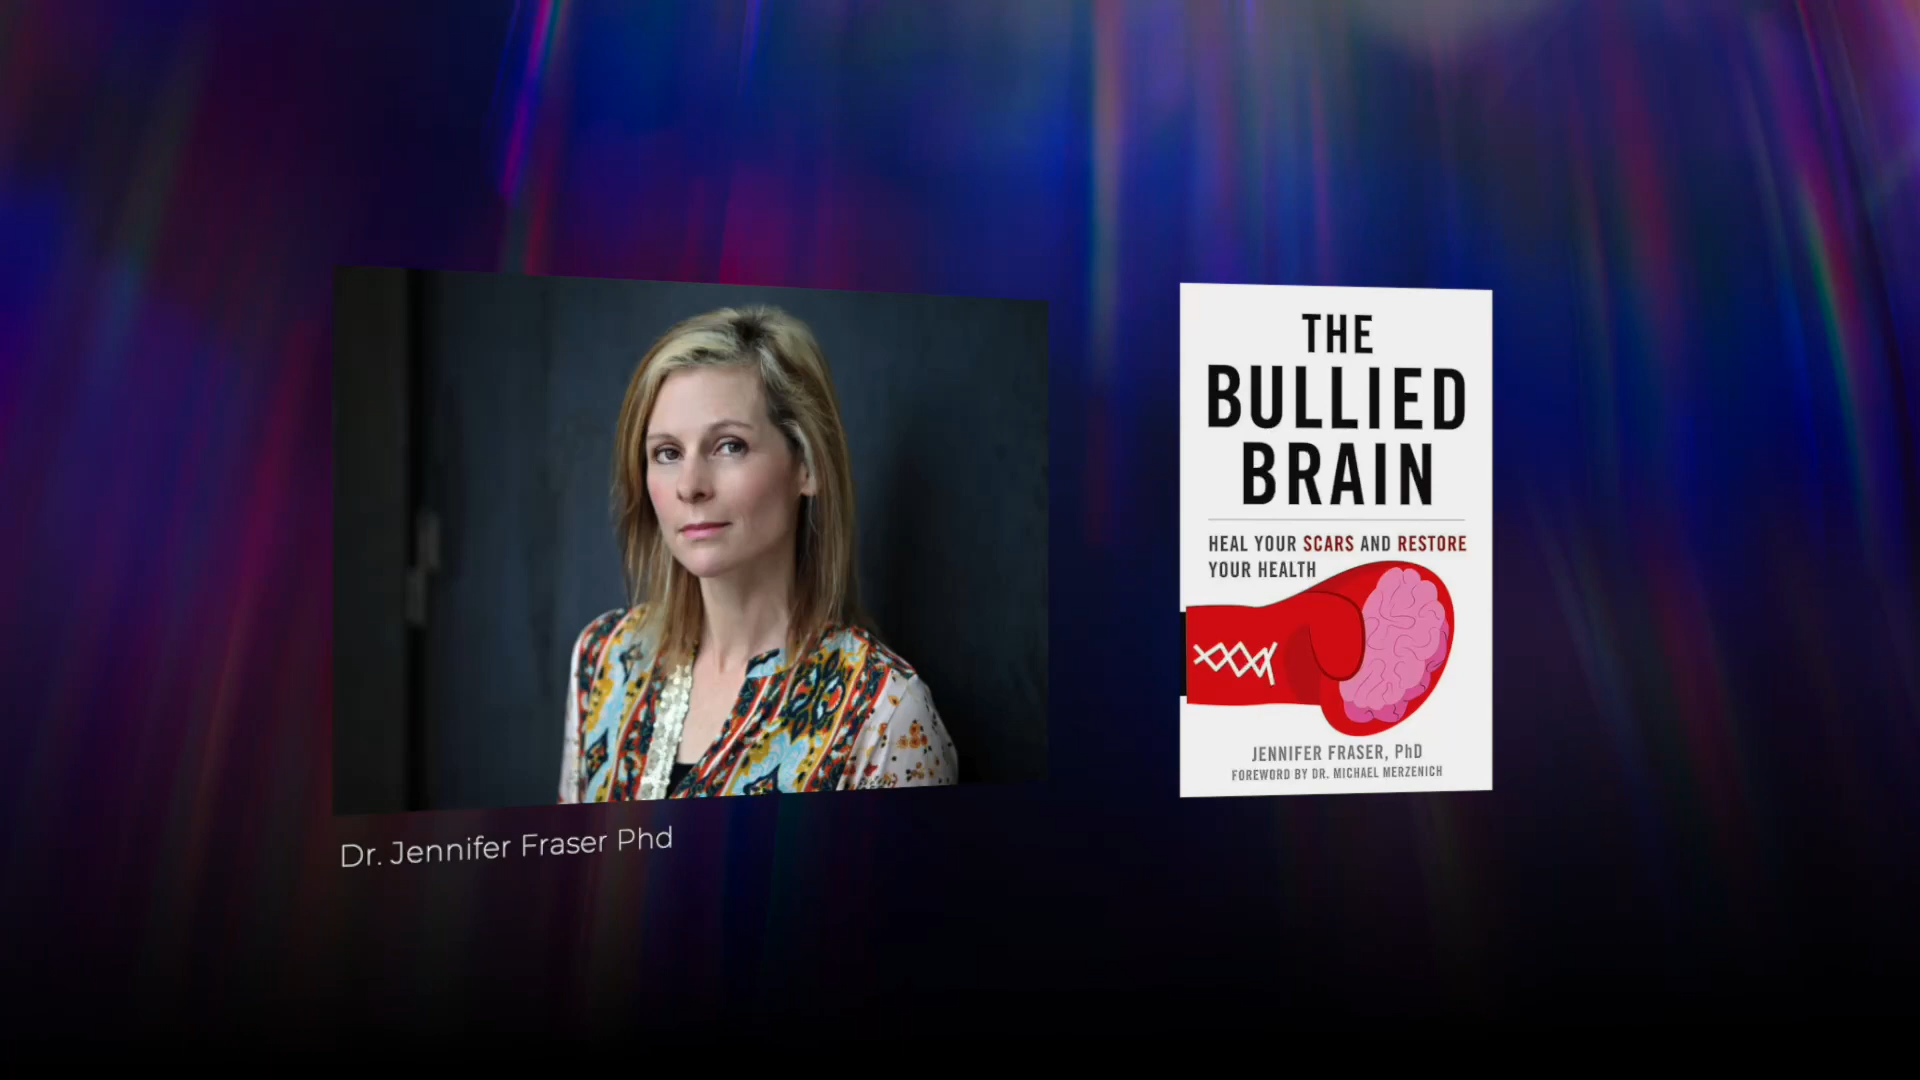 Dr. Jennifer Fraser Phd
THE
BULLIED
BRAIN
HEAL YOUR SCARS AND RESTORE
YOUR HEALTH
JENNIFER FRASER, PhD
FOREWORD BY DR. MICHAEL MERZENICH